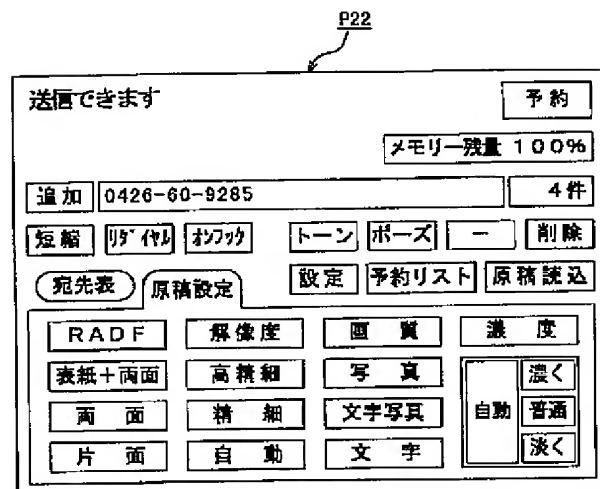 P22
送信できます 予約
メモリー残量 100%
追加 0426-60-9285 4件
短縮 リダイヤル オンフック トーン ポーズ － 削除
宛先表 原稿設定 設定 予約リスト 原稿読込
RADF 解像度 画質 濃度
表紙＋両面 高精細 写真 濃く
両面 精細 文字写真 自動 普通
片面 自動 文字 淡く